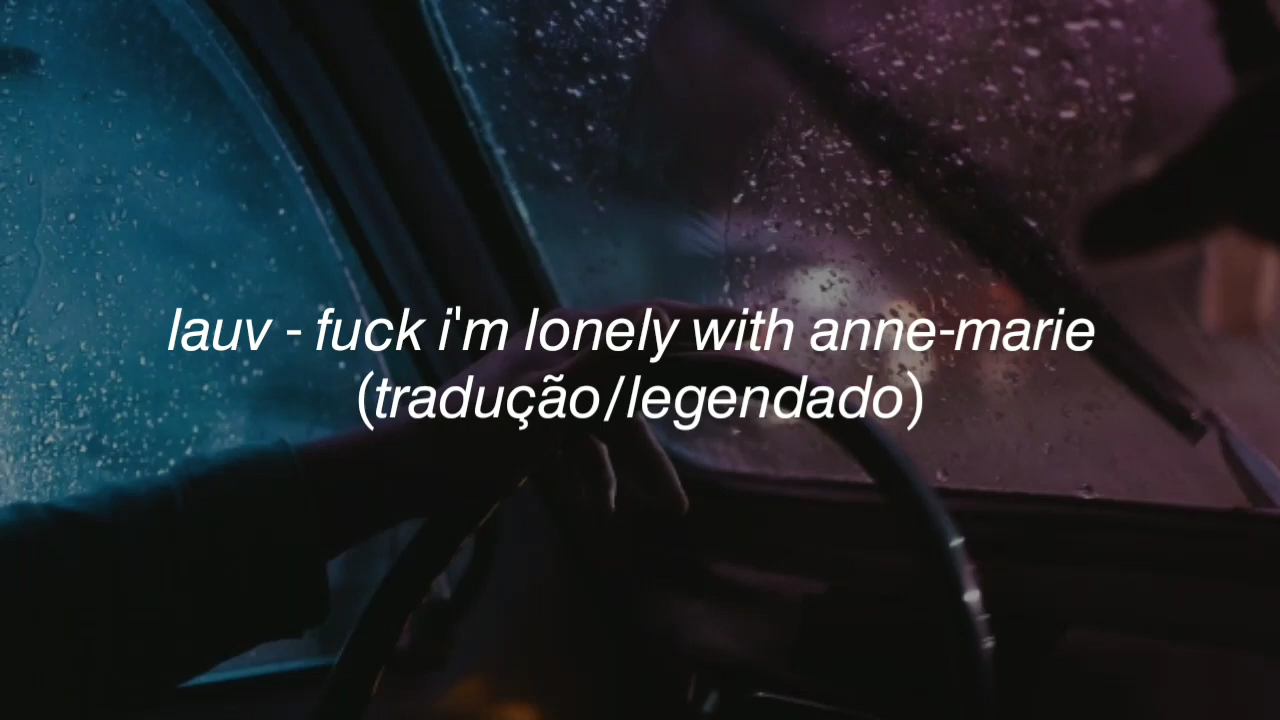 lauv - fuck i'm lonely with anne-marie
(tradução/legendado)